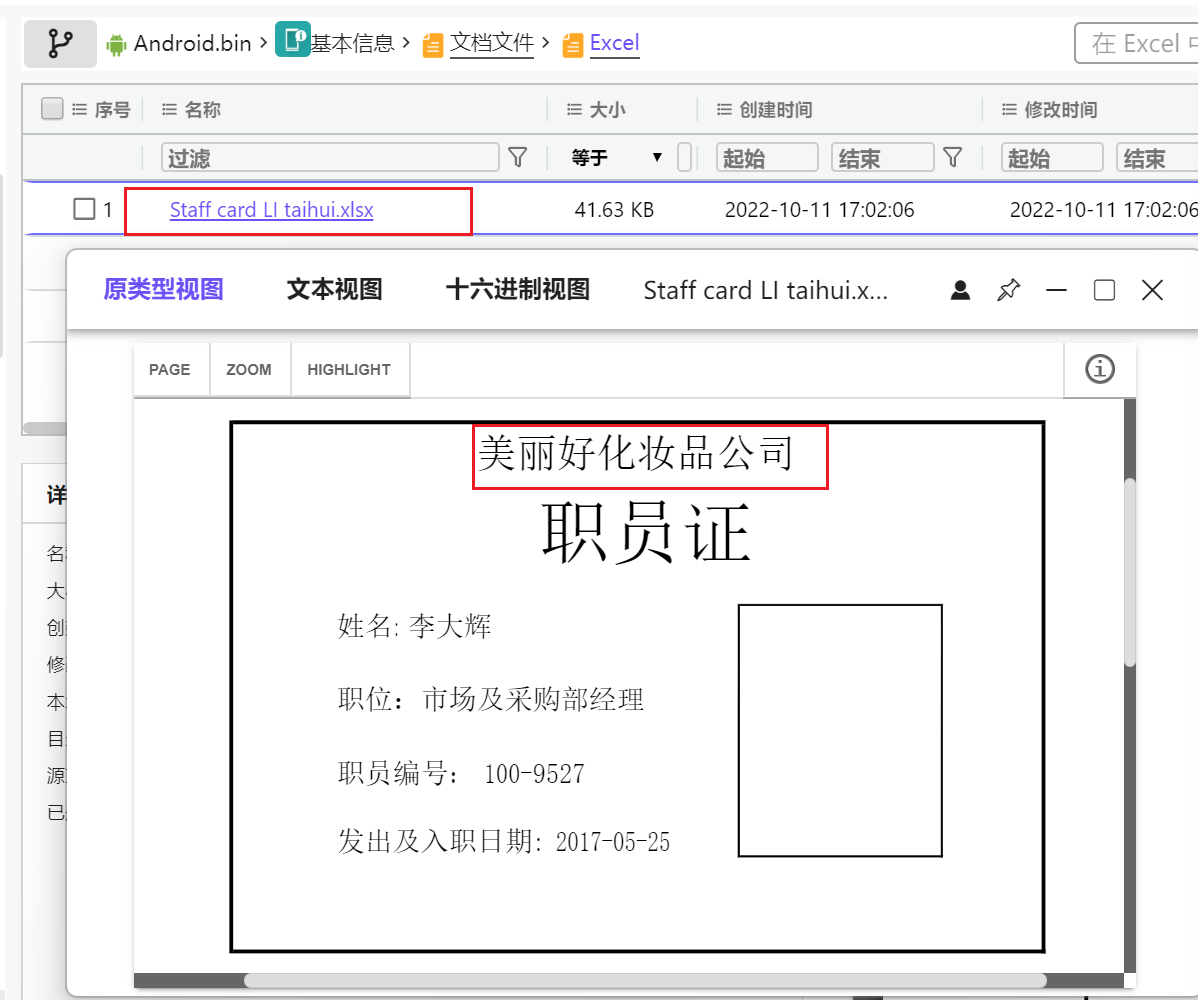 Android.bin > 基本信息 > 文档文件 > Excel
在 Excel
序号 名称 大小 创建时间 修改时间
过滤 等于 起始 结束 起始 结束
1 Staff card LI taihui.xlsx 41.63 KB 2022-10-11 17:02:06 2022-10-11 17:02:06
原类型视图 文本视图 十六进制视图 Staff card LI taihui.x...
PAGE ZOOM HIGHLIGHT
美丽好化妆品公司
职员证
详
名
姓名: 李大辉
大
创
修
职位：市场及采购部经理
本
目
源
职员编号： 100-9527
已
发出及入职日期: 2017-05-25